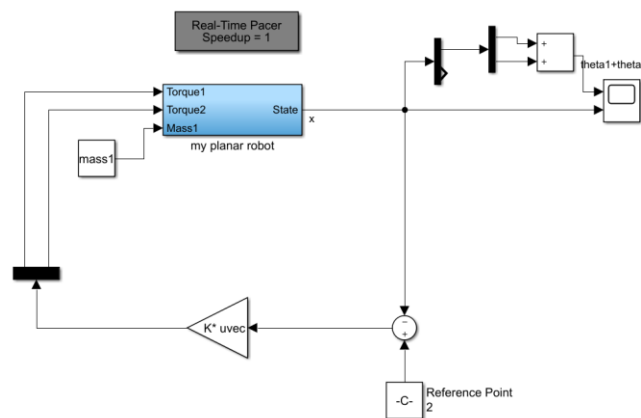 Real-Time Pacer
Speedup = 1
theta1+theta
Torque1
Torque2
Mass1
State
x
my planar robot
mass1
K* uvec
-C-
Reference Point
2
+
+
−
+